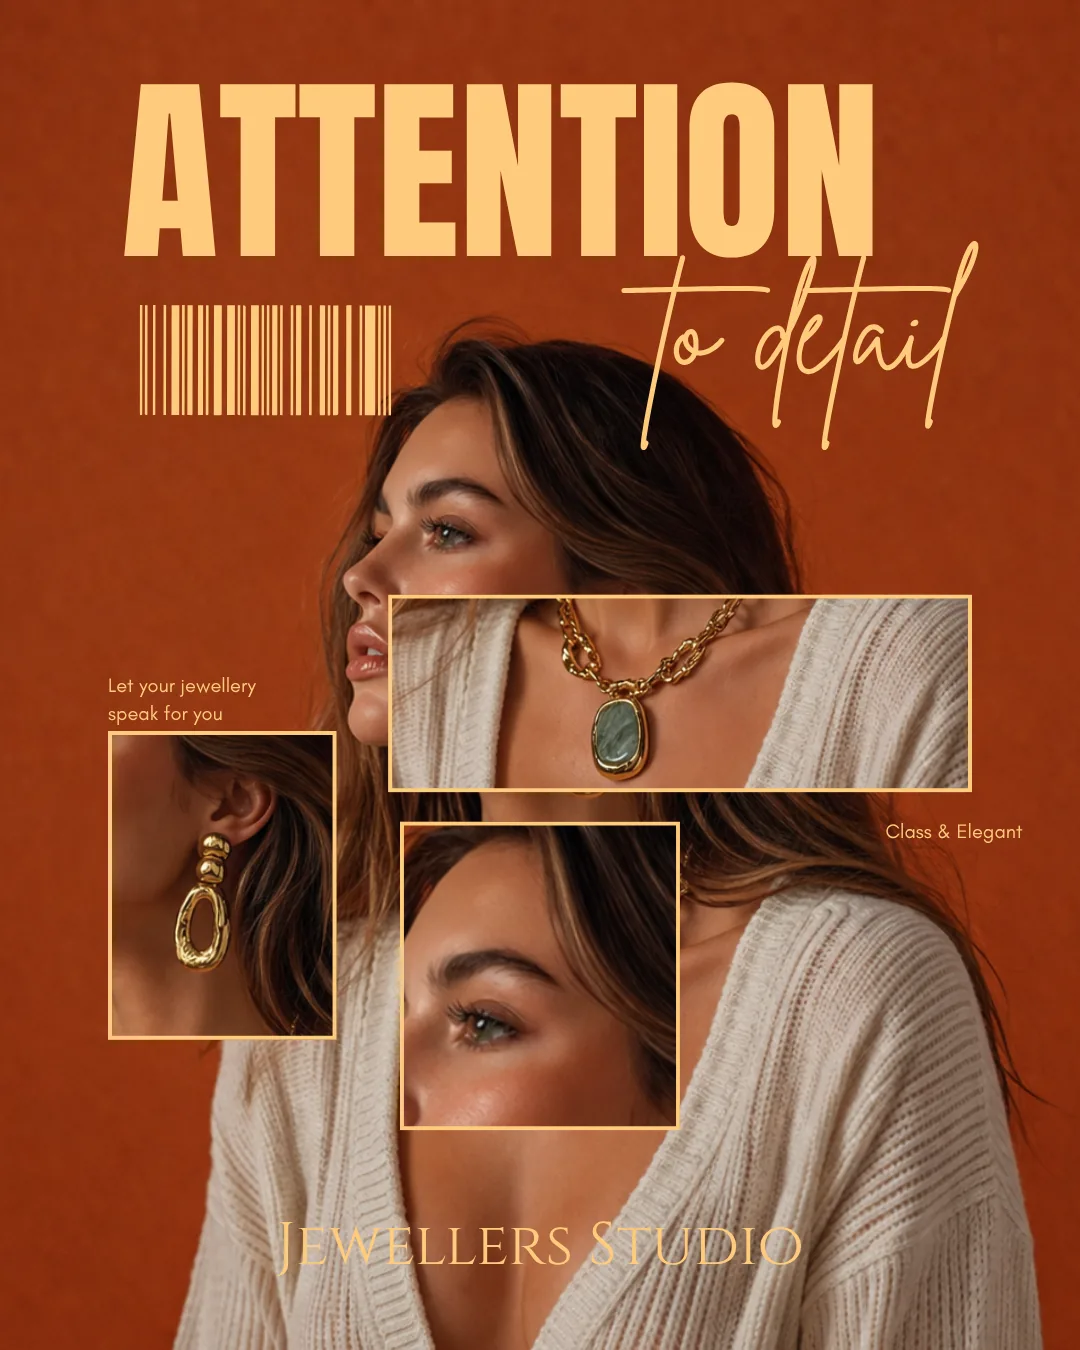 ATTENTION
to detail
Let your jewellery
speak for you
Class & Elegant
Jewellers Studio